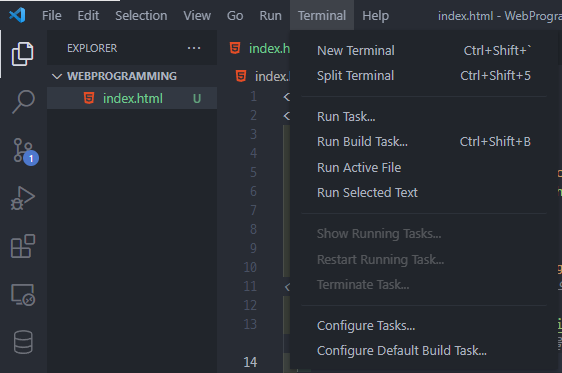 File Edit Selection View Go Run Terminal Help index.html - WebProgra
EXPLORER ···
WEBPROGRAMMING
index.html U
index.h
index.
1 <
2 <
3
4
5
6
7
8
9
10
11 <
12
13
14
New Terminal Ctrl+Shift+`
Split Terminal Ctrl+Shift+5
Run Task...
Run Build Task... Ctrl+Shift+B
Run Active File
Run Selected Text
Show Running Tasks...
Restart Running Task...
Terminate Task...
Configure Tasks...
Configure Default Build Task...
1